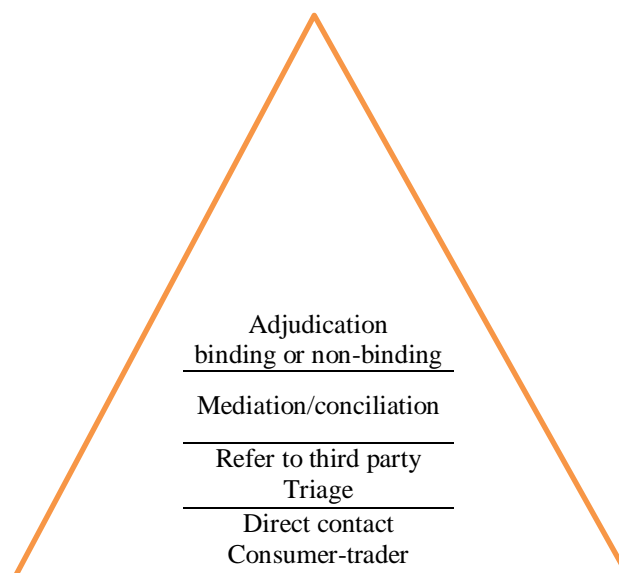 Adjudication
binding or non-binding
Mediation/conciliation
Refer to third party
Triage
Direct contact
Consumer-trader